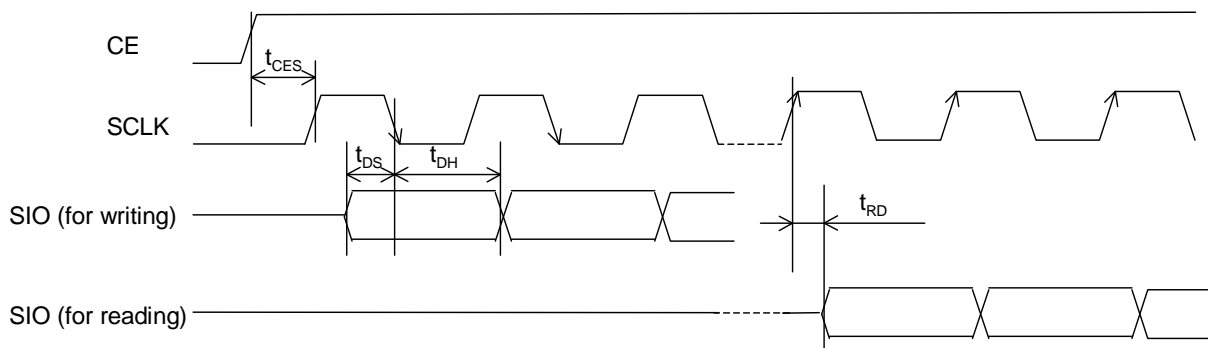 CE
tCES
SCLK
tDS
tDH
SIO (for writing)
tRD
SIO (for reading)